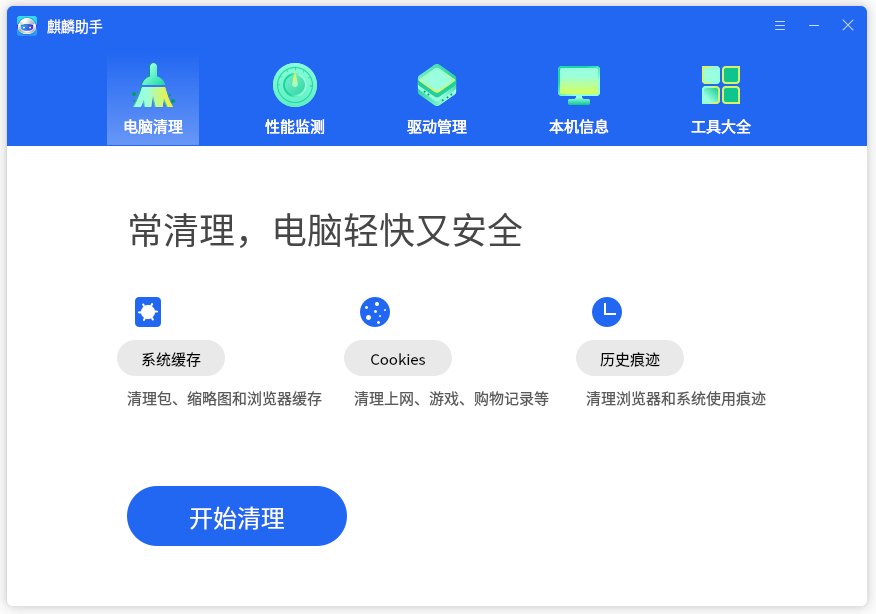 麒麟助手
电脑清理
性能监测
驱动管理
本机信息
工具大全
常清理，电脑轻快又安全
系统缓存
Cookies
历史痕迹
清理包、缩略图和浏览器缓存
清理上网、游戏、购物记录等
清理浏览器和系统使用痕迹
开始清理